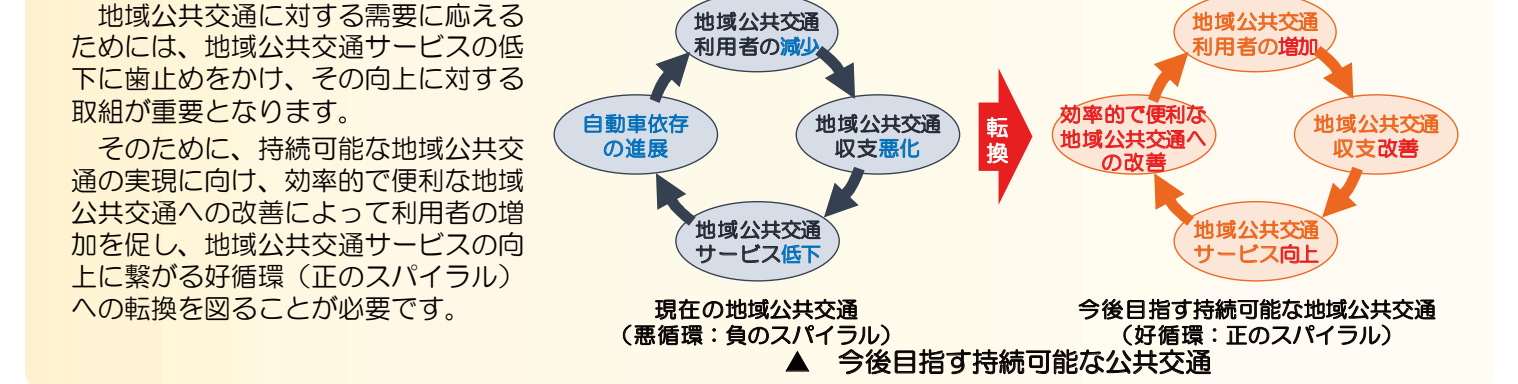 地域公共交通に対する需要に応える
ためには、地域公共交通サービスの低
下に歯止めをかけ、その向上に対する
取組が重要となります。
そのために、持続可能な地域公共交
通の実現に向け、効率的で便利な地域
公共交通への改善によって利用者の増
加を促し、地域公共交通サービスの向
上に繋がる好循環（正のスパイラル）
への転換を図ることが必要です。
地域公共交通
利用者の減少
自動車依存
の進展
地域公共交通
収支悪化
地域公共交通
サービス低下
現在の地域公共交通
（悪循環：負のスパイラル）
転
換
地域公共交通
利用者の増加
効率的で便利な
地域公共交通へ
の改善
地域公共交通
収支改善
地域公共交通
サービス向上
今後目指す持続可能な地域公共交通
（好循環：正のスパイラル）
▲　今後目指す持続可能な公共交通